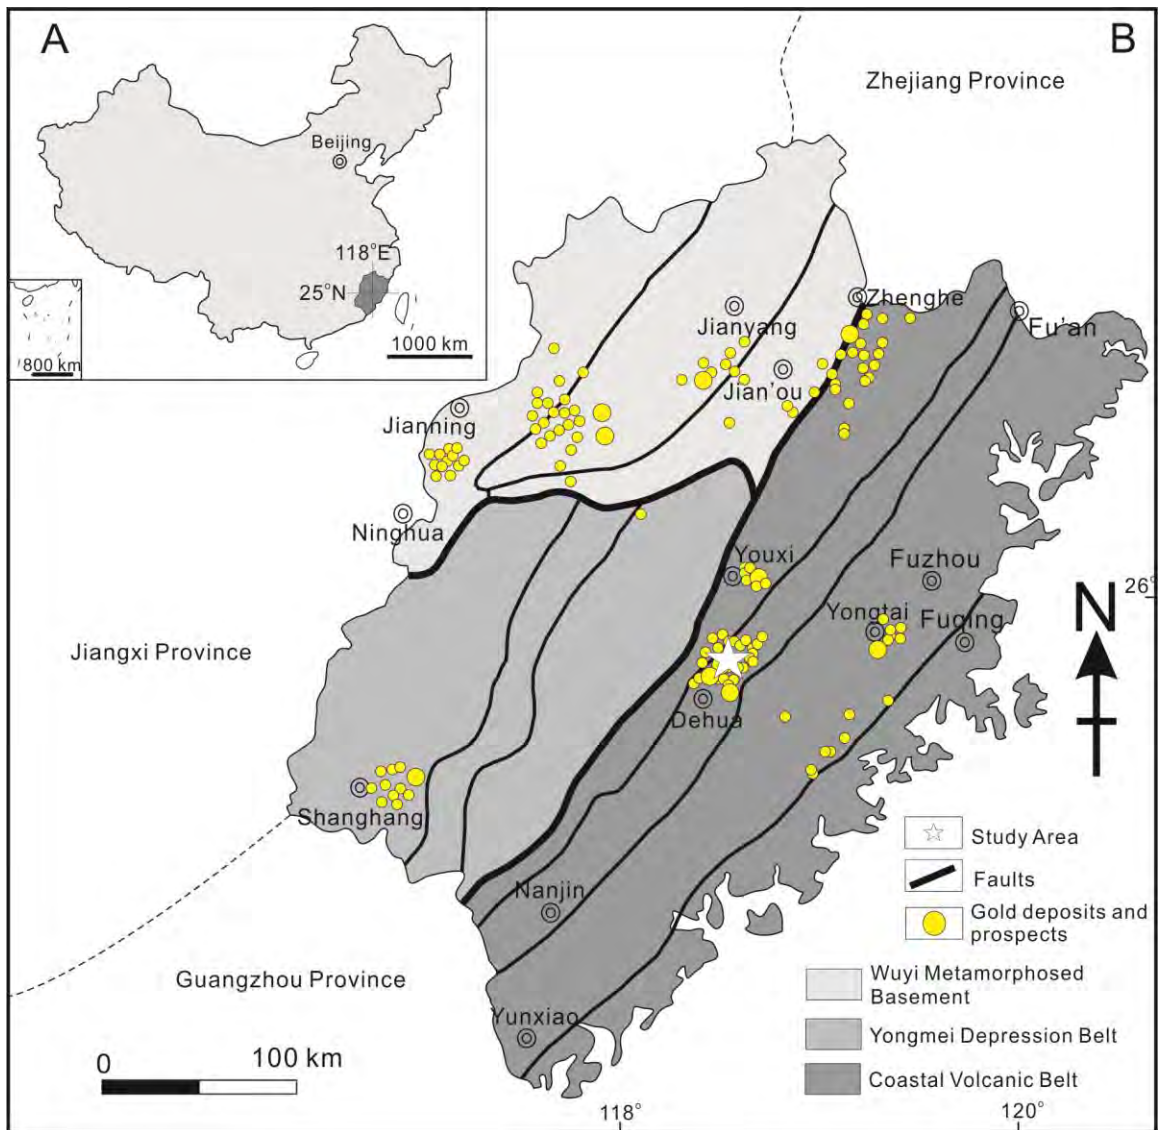 A
B
Zhejiang Province
Beijing
118°E
25°N
1000 km
800 km
Zhenghe
Jianyang
Fu'an
Jian'ou
Jianning
Ninghua
Youxi
Fuzhou
26°
Yongtai
Fuqing
N
Jiangxi Province
Dehua
Shanghang
Study Area
Faults
Nanjin
Gold deposits and
prospects
Guangzhou Province
Wuyi Metamorphosed
Basement
Yunxiao
Yongmei Depression Belt
0
100 km
Coastal Volcanic Belt
118°
120°